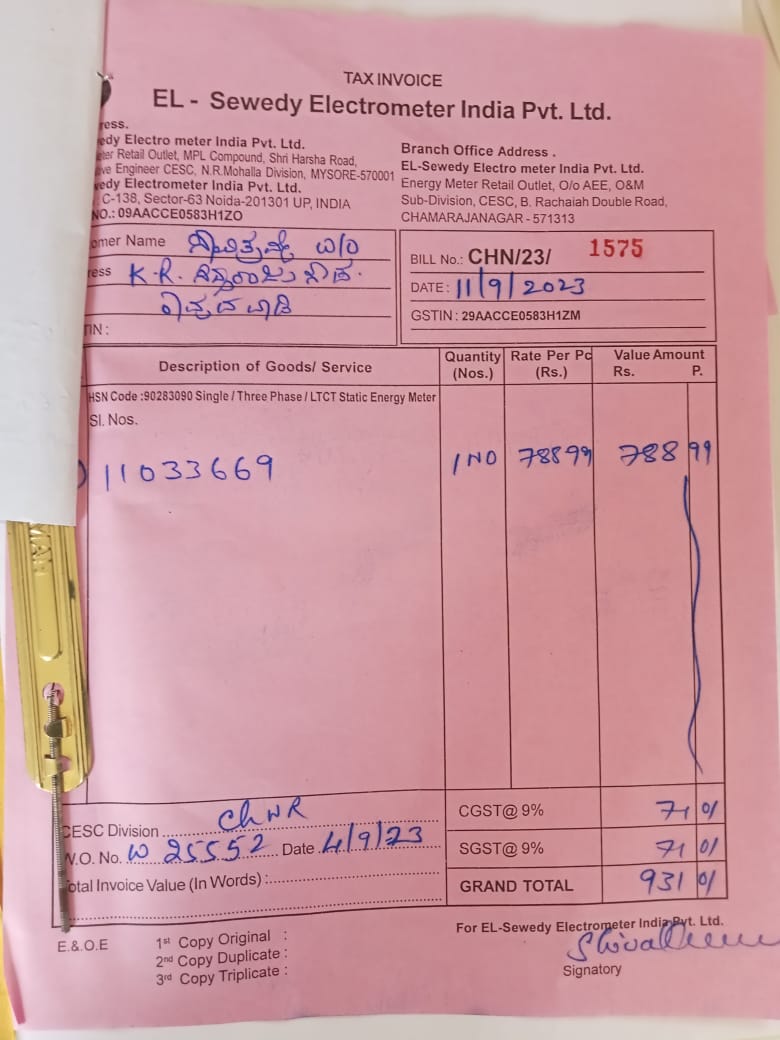 TAX INVOICE
EL - Sewedy Electrometer India Pvt. Ltd.
ress.
edy Electro meter India Pvt. Ltd.
ter Retail Outlet, MPL Compound, Shri Harsha Road,
ve Engineer CESC, N.R.Mohalla Division, MYSORE-570001
vedy Electrometer India Pvt. Ltd.
C-138, Sector-63 Noida-201301 UP, INDIA
NO.: 09AACCE0583H1ZO
Branch Office Address .
EL-Sewedy Electro meter India Pvt. Ltd.
Energy Meter Retail Outlet, O/o AEE, O&M
Sub-Division, CESC, B. Rachaiah Double Road,
CHAMARAJANAGAR - 571313
omer Name
ress K.R.
TIN :
BILL No.: CHN/23/ 1575
DATE : 11/9/2023
GSTIN : 29AACCE0583H1ZM
Description of Goods/ Service Quantity (Nos.) Rate Per Pc (Rs.) Value Amount Rs. P.
HSN Code :90283090 Single / Three Phase / LTCT Static Energy Meter
Sl. Nos.
) 11033669 1 NO 788 99 788 99
CESC Division ChNR CGST@ 9% 71 01
W.O. No. W 25552 Date 4/9/23 SGST@ 9% 71 01
otal Invoice Value (In Words) : GRAND TOTAL 931 01
For EL-Sewedy Electrometer India Pvt. Ltd.
E.&.O.E
1st Copy Original :
2nd Copy Duplicate :
3rd Copy Triplicate :
Signatory